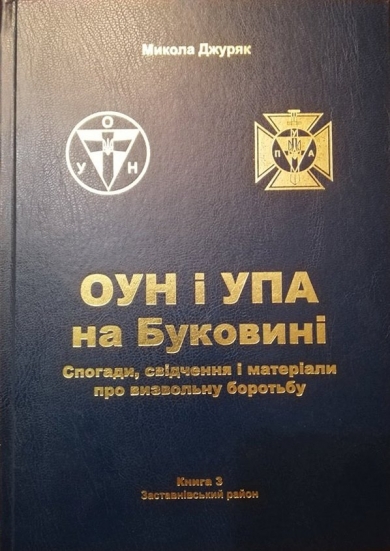 Микола Джуряк
О
У Н
П А
ОУН і УПА
на Буковині
Спогади, свідчення і матеріали
про визвольну боротьбу
Книга 3
Заставнівський район